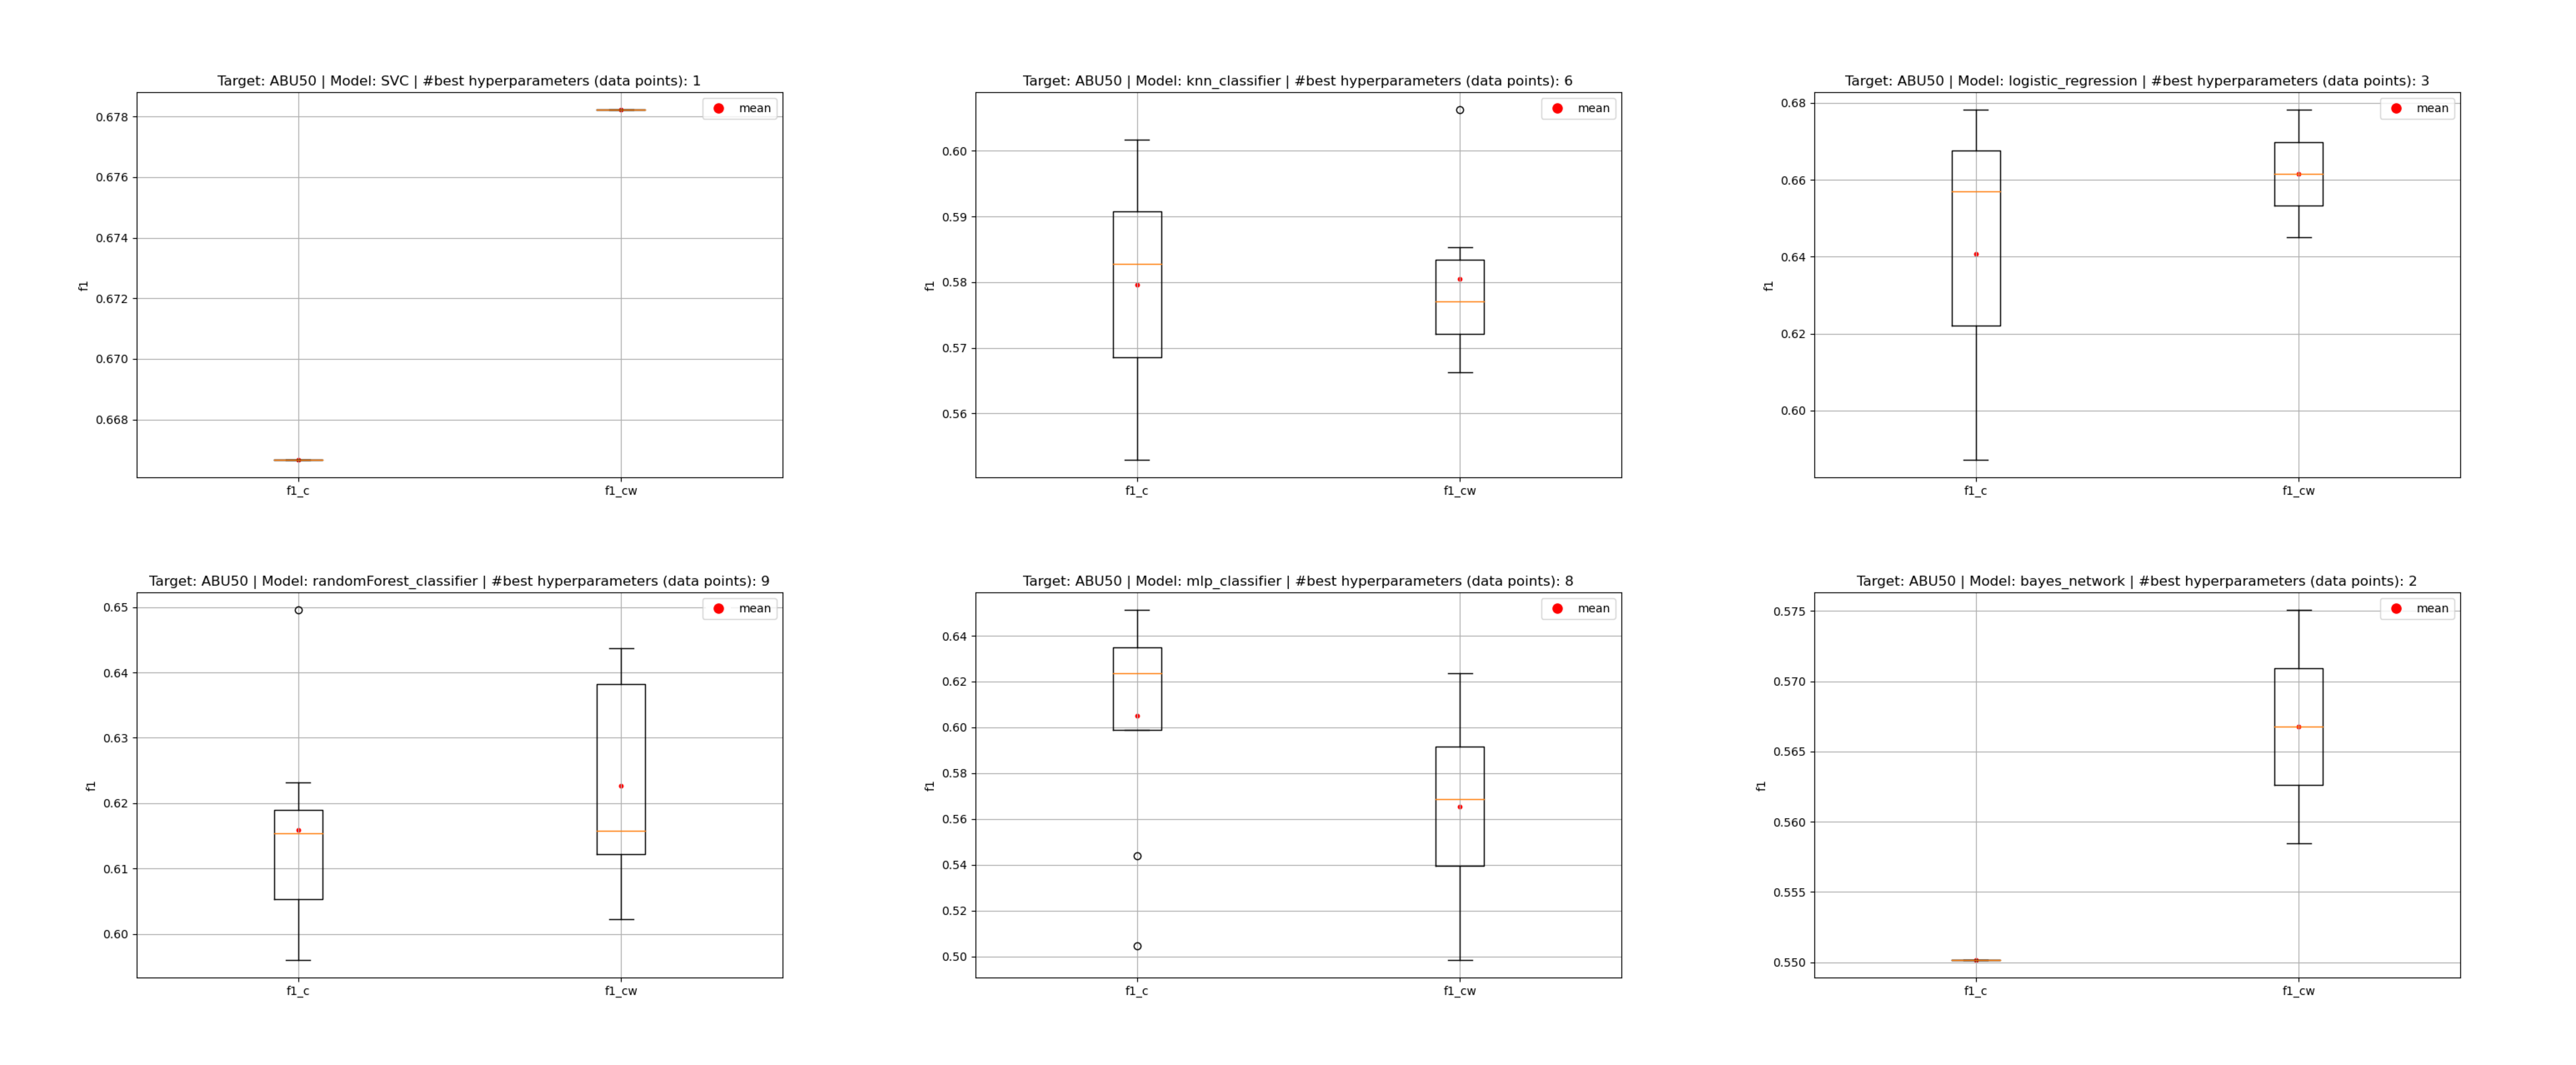 Target: ABU50 | Model: SVC | #best hyperparameters (data points): 1
mean
0.678
0.676
0.674
0.672
0.670
0.668
f1
f1_c f1_cw
Target: ABU50 | Model: knn_classifier | #best hyperparameters (data points): 6
mean
0.60
0.59
0.58
0.57
0.56
f1
f1_c f1_cw
Target: ABU50 | Model: logistic_regression | #best hyperparameters (data points): 3
mean
0.68
0.66
0.64
0.62
0.60
f1
f1_c f1_cw
Target: ABU50 | Model: randomForest_classifier | #best hyperparameters (data points): 9
mean
0.65
0.64
0.63
0.62
0.61
0.60
f1
f1_c f1_cw
Target: ABU50 | Model: mlp_classifier | #best hyperparameters (data points): 8
mean
0.64
0.62
0.60
0.58
0.56
0.54
0.52
0.50
f1
f1_c f1_cw
Target: ABU50 | Model: bayes_network | #best hyperparameters (data points): 2
mean
0.575
0.570
0.565
0.560
0.555
0.550
f1
f1_c f1_cw